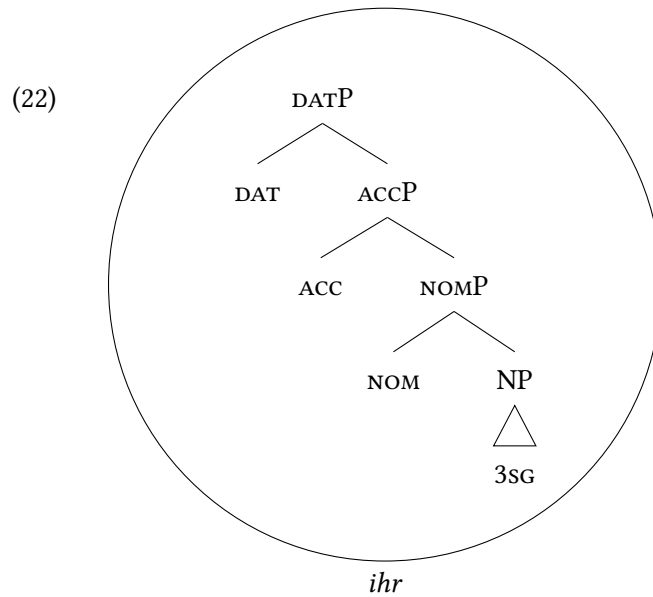 (22)
DATP
DAT ACCP
ACC NOMP
NOM NP
3SG
ihr